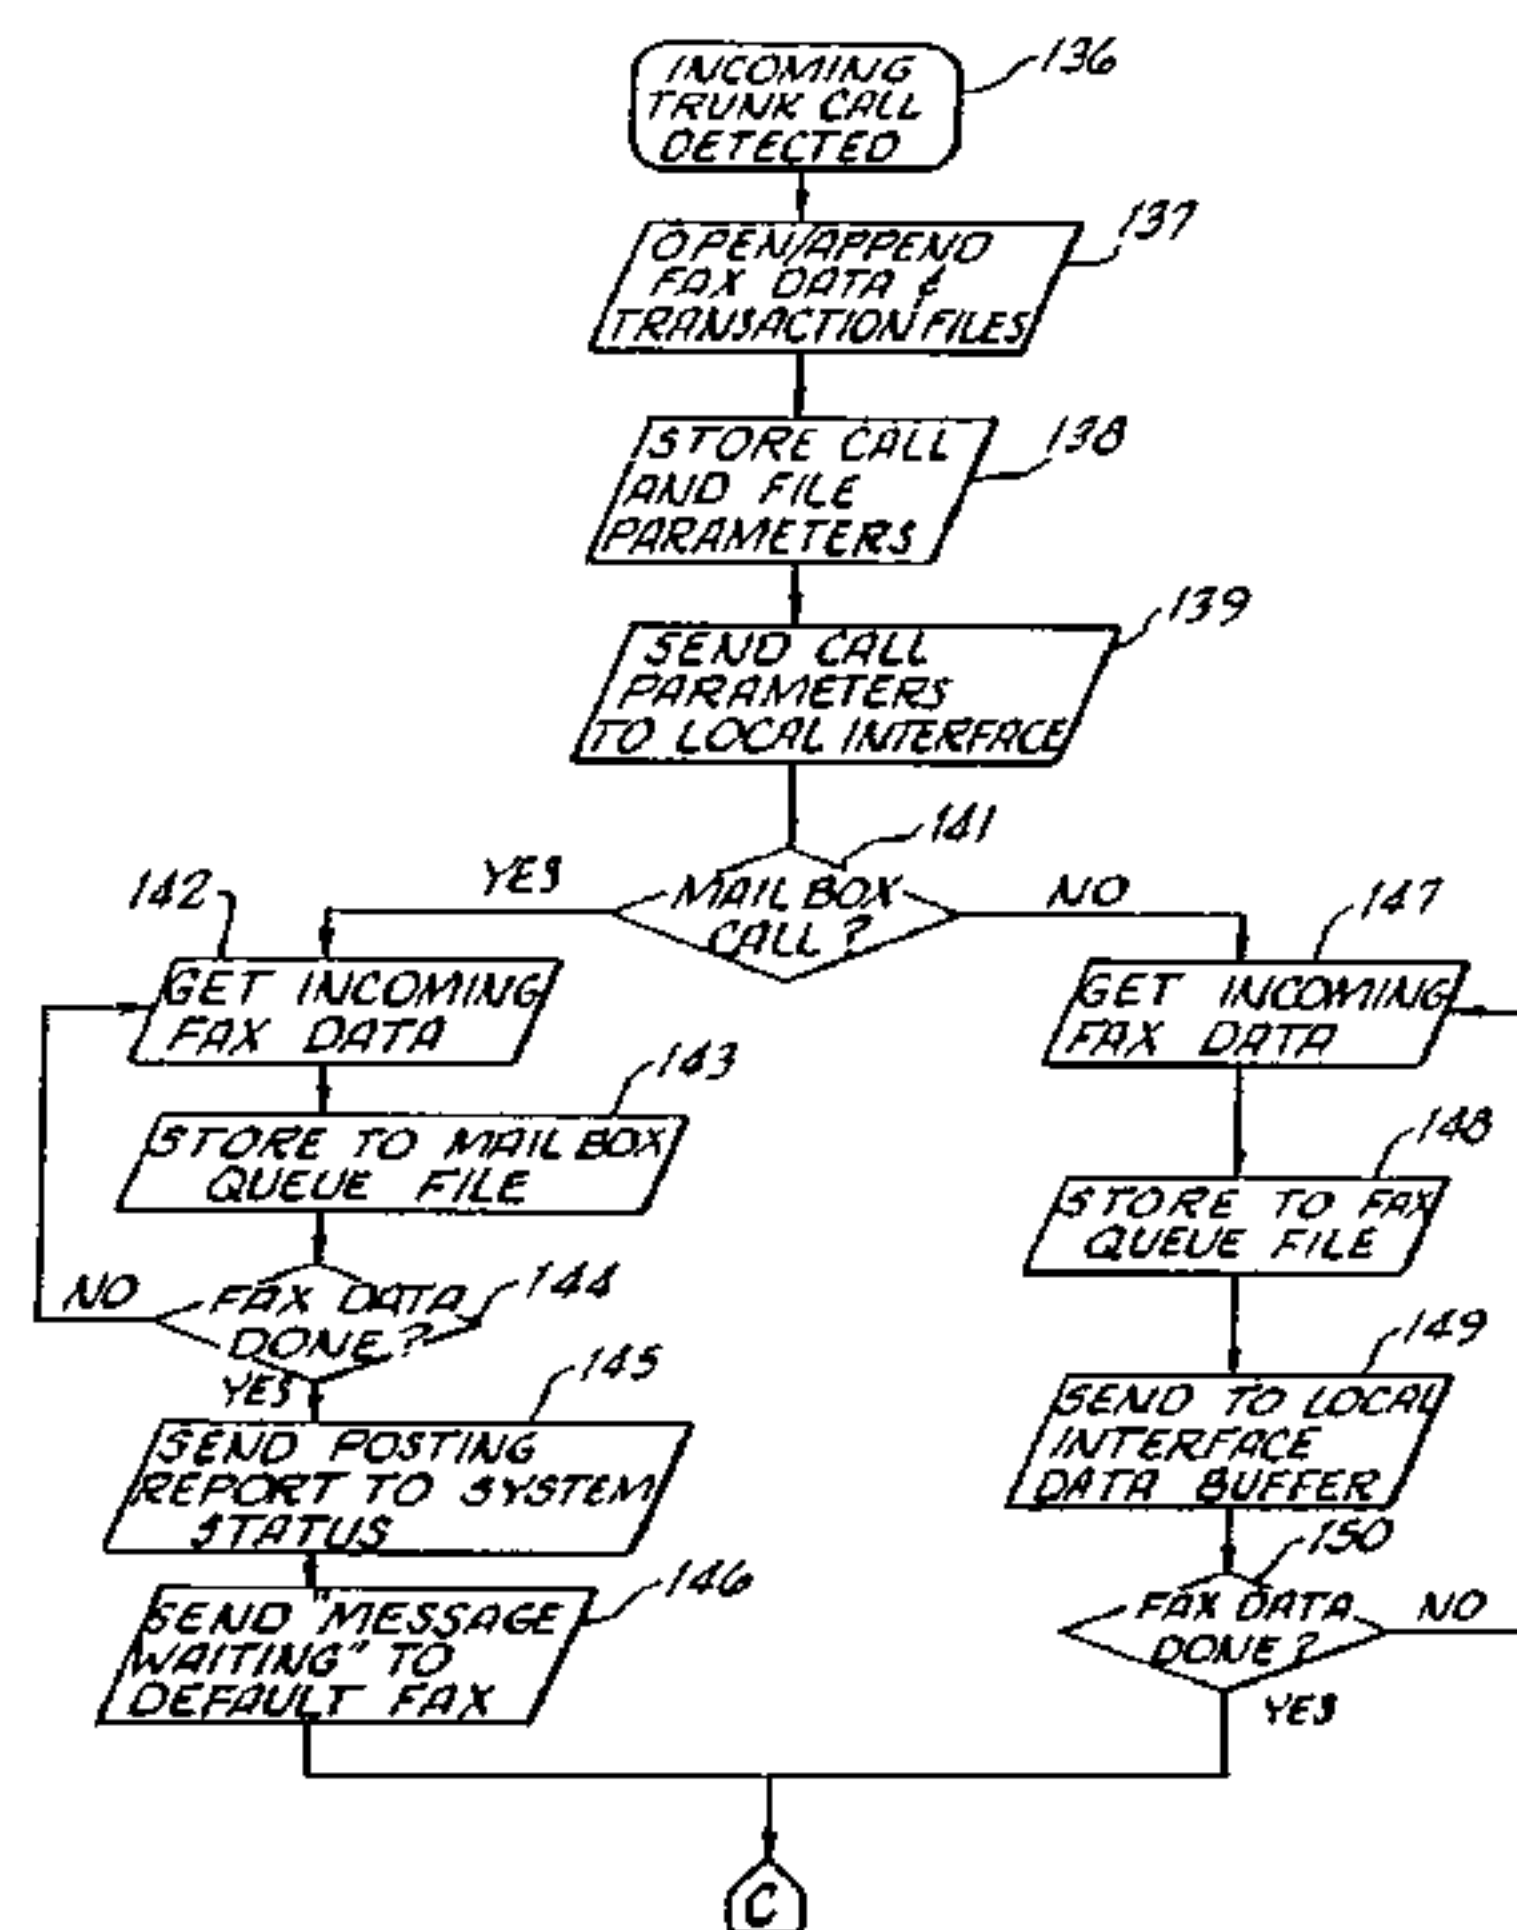 INCOMING
TRUNK CALL
DETECTED
136
OPEN/APPEND
FAX DATA &
TRANSACTION FILES
137
STORE CALL
AND FILE
PARAMETERS
138
SEND CALL
PARAMETERS
TO LOCAL INTERFACE
139
MAIL BOX
CALL?
141
YES
NO
142
GET INCOMING
FAX DATA
143
STORE TO MAIL BOX
QUEUE FILE
144
FAX DATA
DONE?
NO
YES
145
SEND POSTING
REPORT TO SYSTEM
STATUS
146
SEND "MESSAGE
WAITING" TO
DEFAULT FAX
147
GET INCOMING
FAX DATA
148
STORE TO FAX
QUEUE FILE
149
SEND TO LOCAL
INTERFACE
DATA BUFFER
150
FAX DATA
DONE?
NO
YES
C